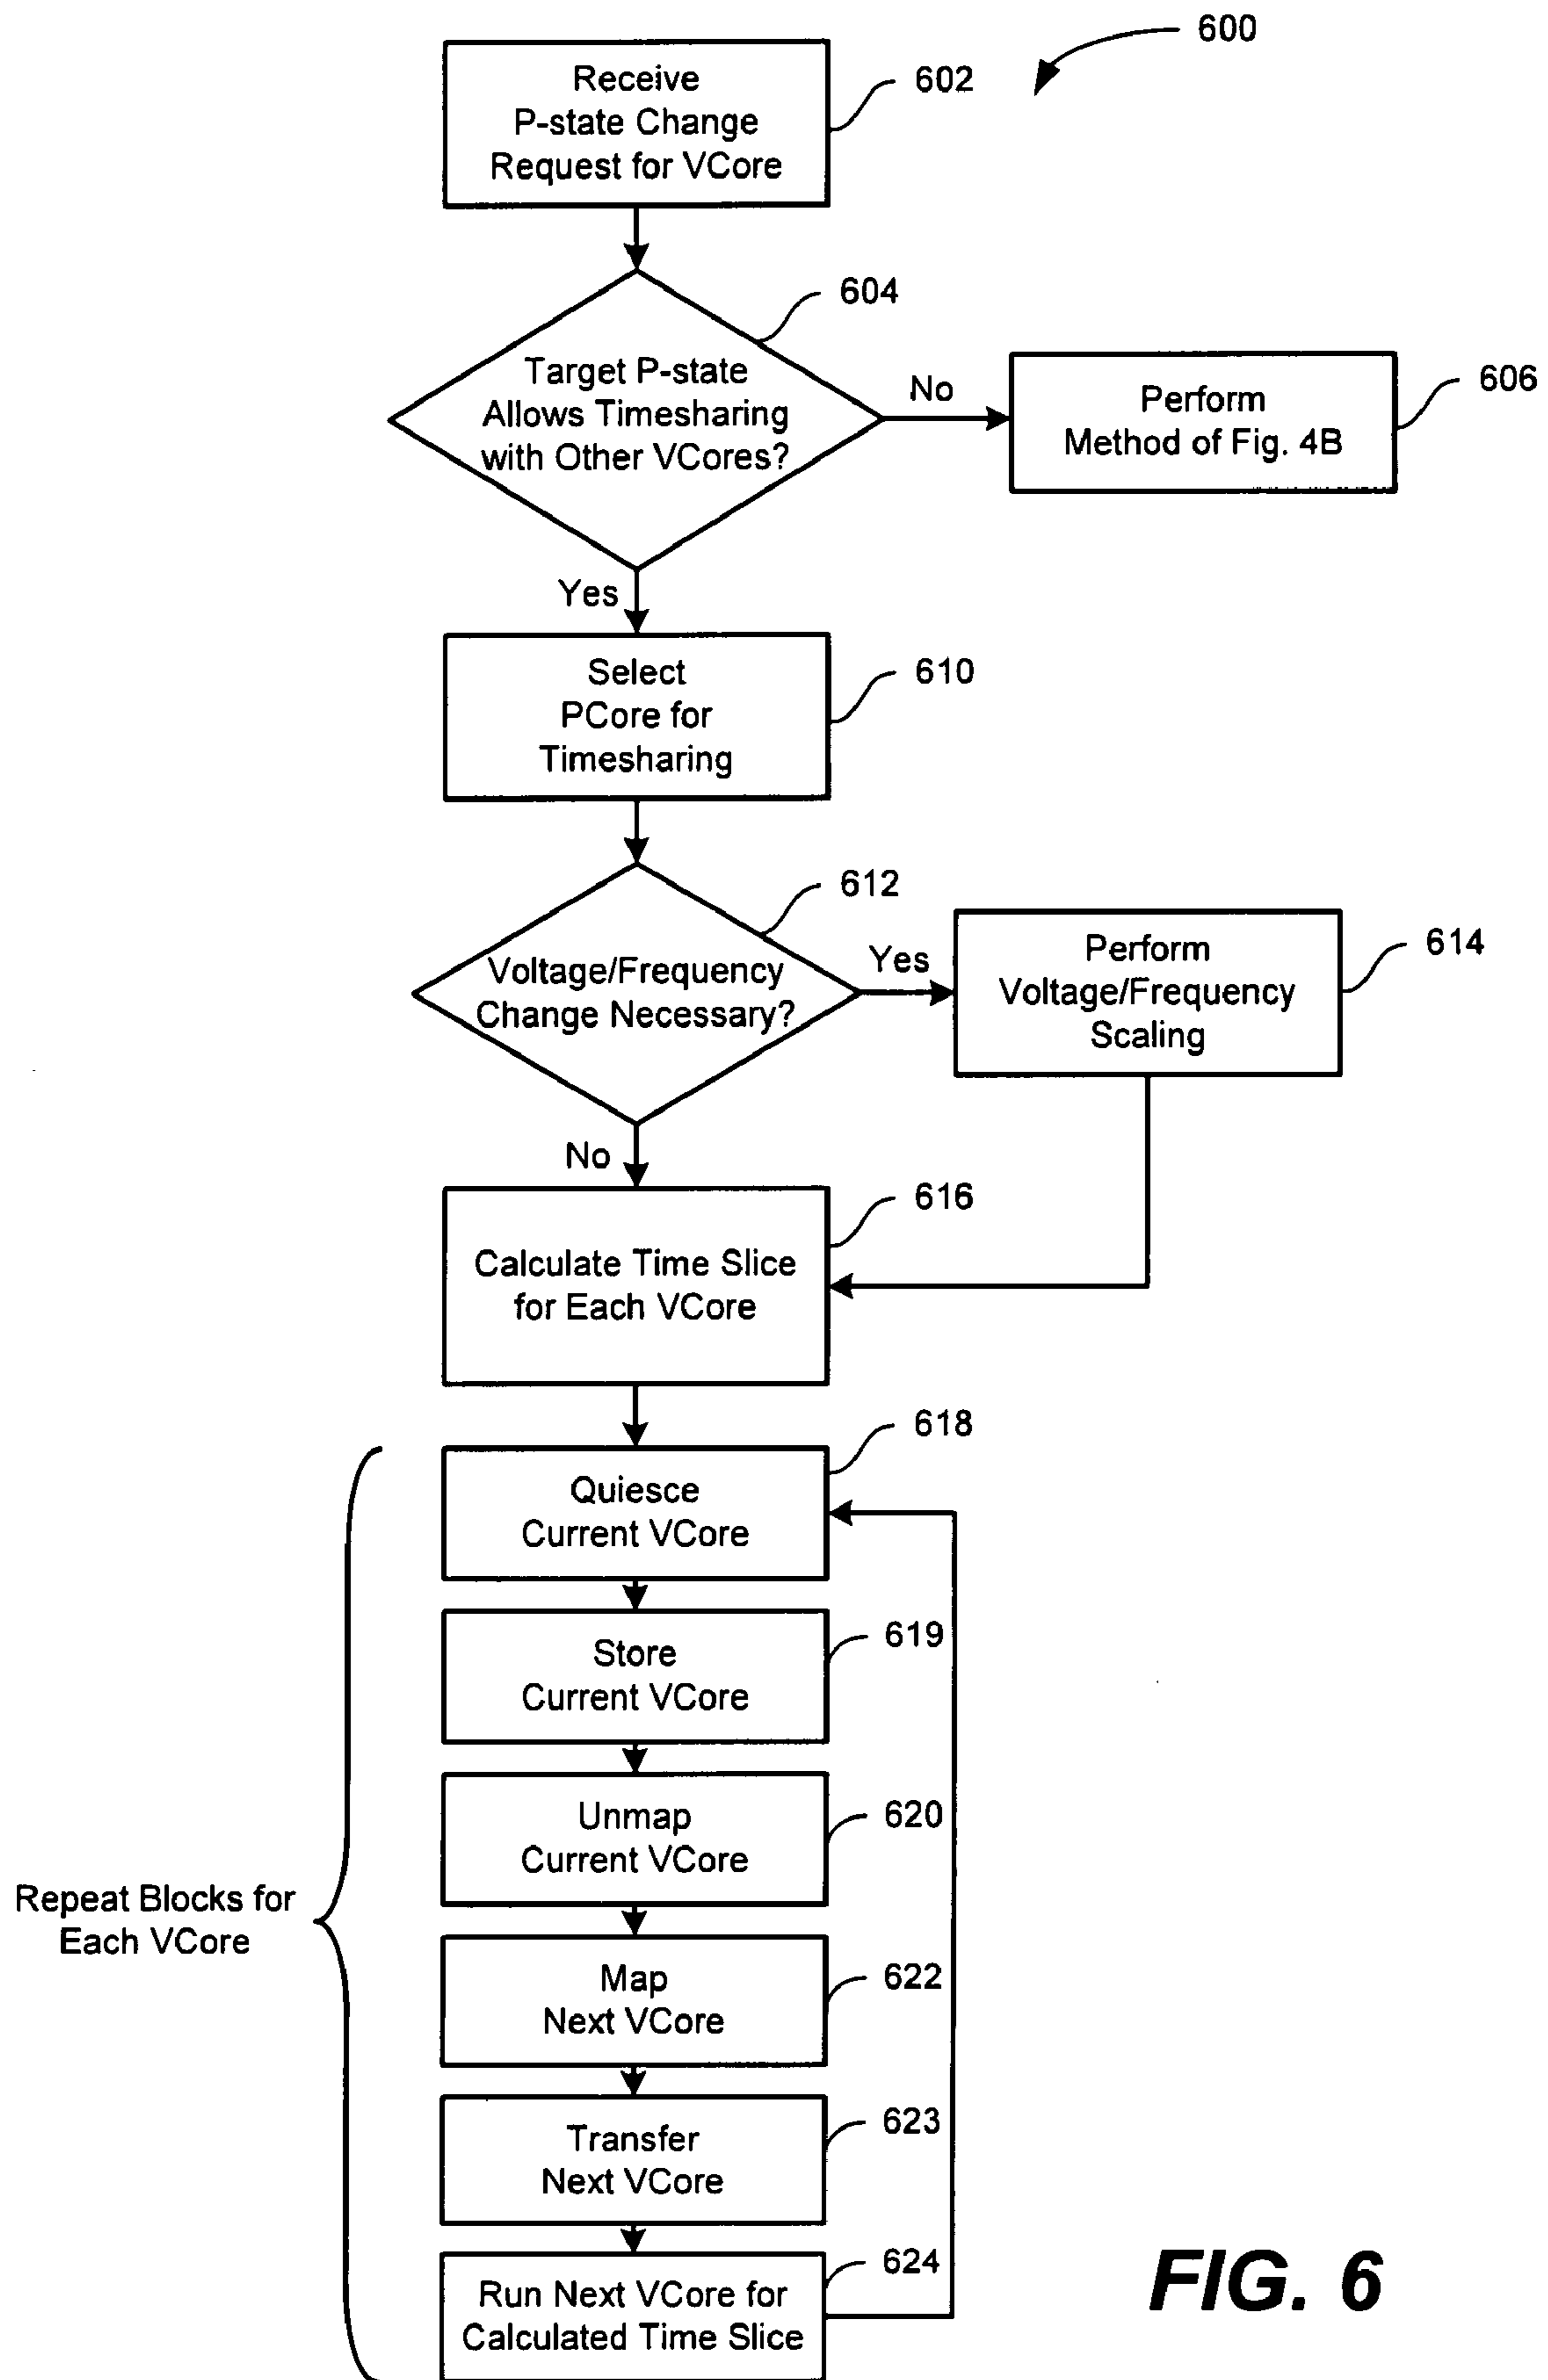 600
Receive
P-state Change
Request for VCore
602
604
Target P-state
Allows Timesharing
with Other VCores?
No
Perform
Method of Fig. 4B
606
Yes
Select
PCore for
Timesharing
610
612
Voltage/Frequency
Change Necessary?
Yes
Perform
Voltage/Frequency
Scaling
614
No
616
Calculate Time Slice
for Each VCore
618
Quiesce
Current VCore
619
Store
Current VCore
620
Unmap
Current VCore
Repeat Blocks for
Each VCore
622
Map
Next VCore
623
Transfer
Next VCore
624
Run Next VCore for
Calculated Time Slice
FIG. 6